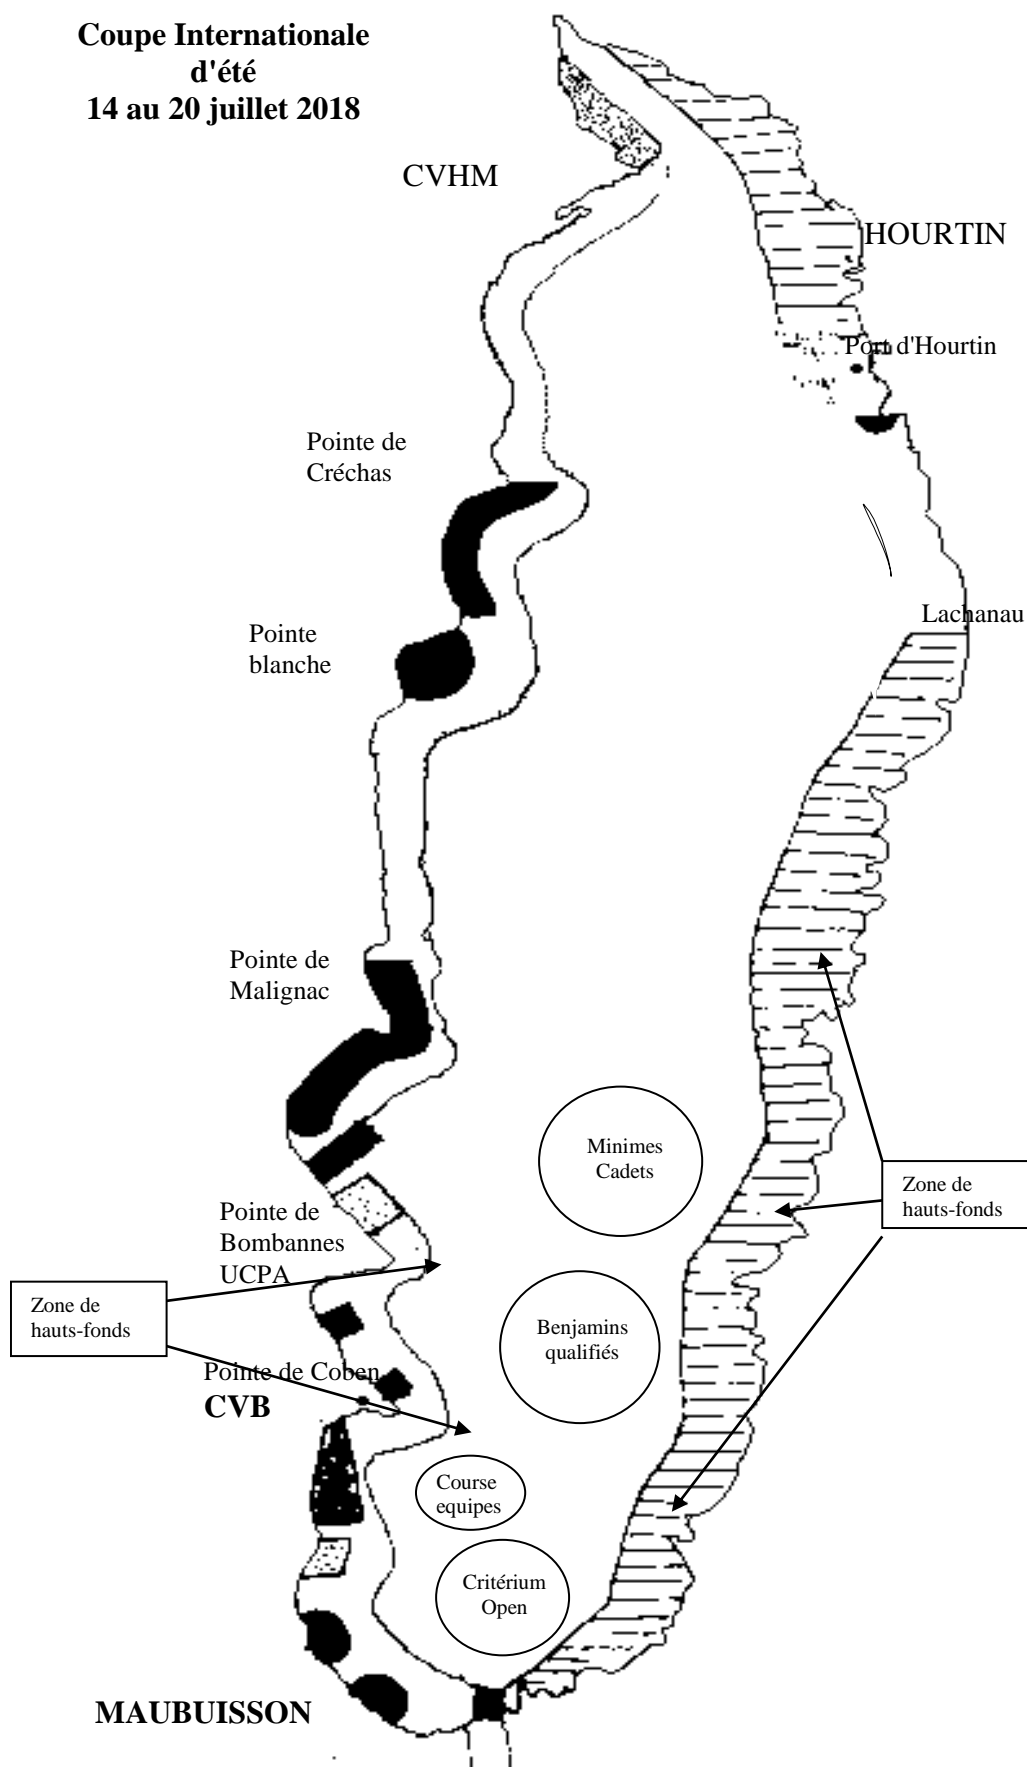 Coupe Internationale
d'été
14 au 20 juillet 2018
CVHM
HOURTIN
Port d'Hourtin
Pointe de
Créchas
Lachanau
Pointe
blanche
Pointe de
Malignac
Minimes
Cadets
Zone de
hauts-fonds
Pointe de
Bombannes
UCPA
Zone de
hauts-fonds
Benjamins
qualifiés
Pointe de Coben
CVB
Course
equipes
Critérium
Open
MAUBUISSON